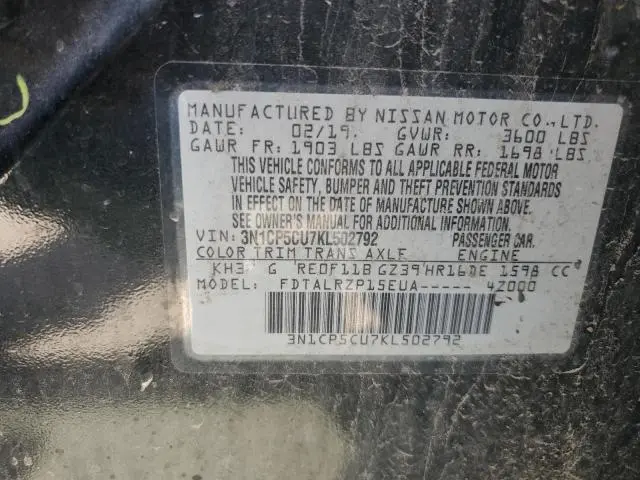 MANUFACTURED BY NISSAN MOTOR CO., LTD.
DATE: 02/19. GVWR: 3600 LBS
GAWR FR: 1903 LBS GAWR RR: 1698 LBS
THIS VEHICLE CONFORMS TO ALL APPLICABLE FEDERAL MOTOR
VEHICLE SAFETY, BUMPER AND THEFT PREVENTION STANDARDS
IN EFFECT ON THE DATE OF MANUFACTURE SHOWN ABOVE.
SEE OWNER'S MANUAL FOR ADDITIONAL INFORMATION.
VIN: 3N1CP5CU7KL502792 PASSENGER CAR.
COLOR TRIM TRANS AXLE ENGINE
KH3 G RE0F11B GZ39 HR16DE 1598 CC
MODEL: FDTALRZP15EUA----- 4Z000
3N1CP5CU7KL502792